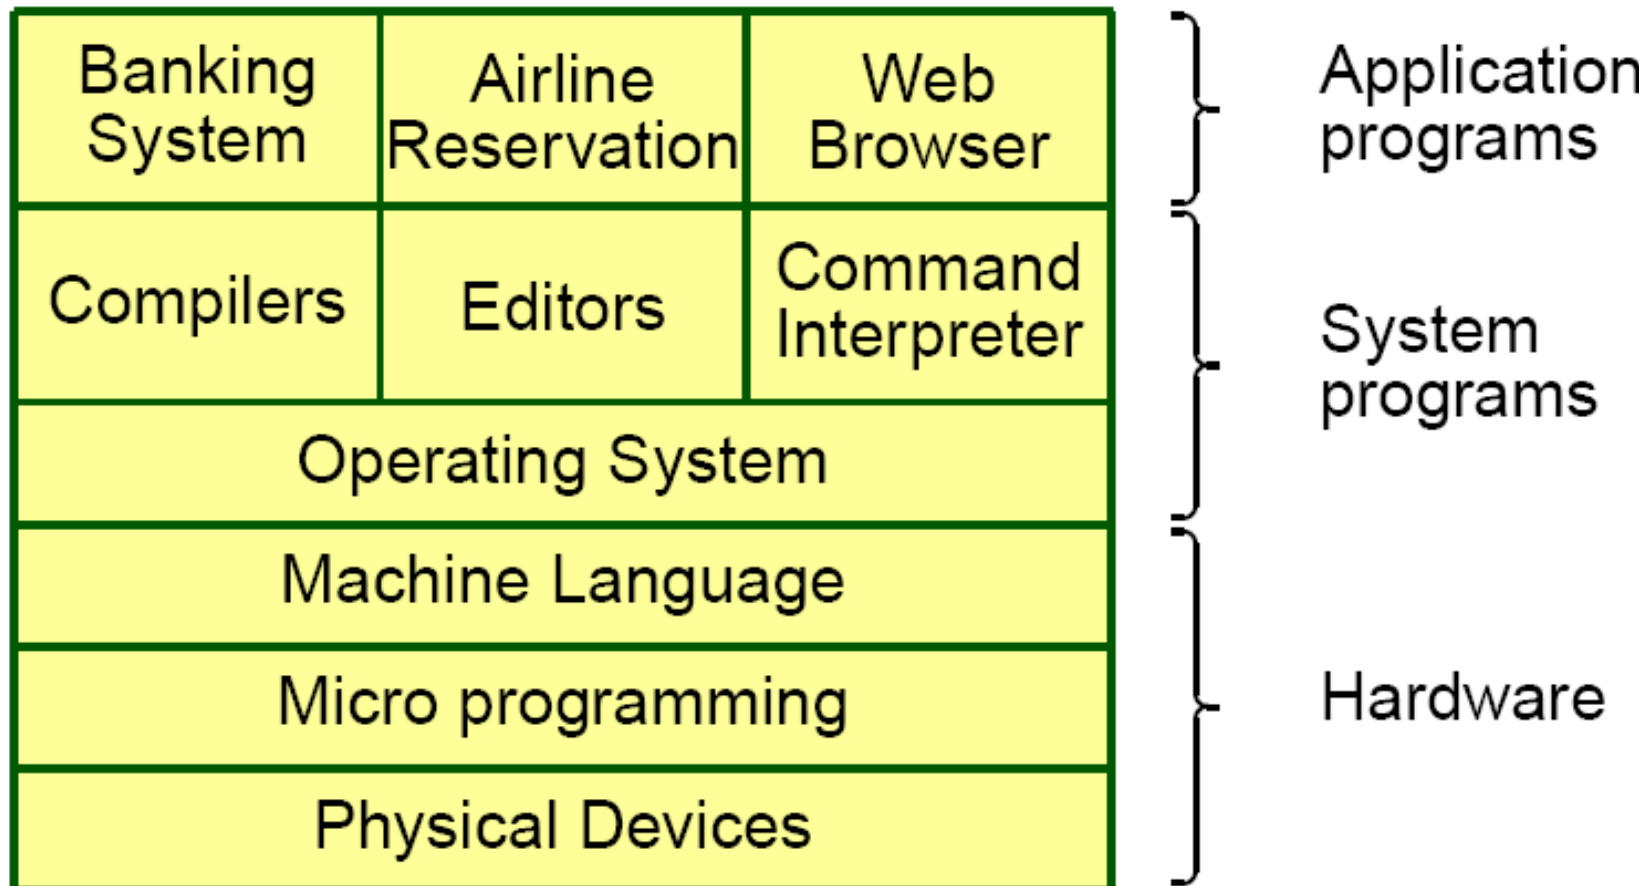 Banking
System
Airline
Reservation
Web
Browser
Application
programs
Compilers
Editors
Command
Interpreter
System
programs
Operating System
Machine Language
Micro programming
Hardware
Physical Devices